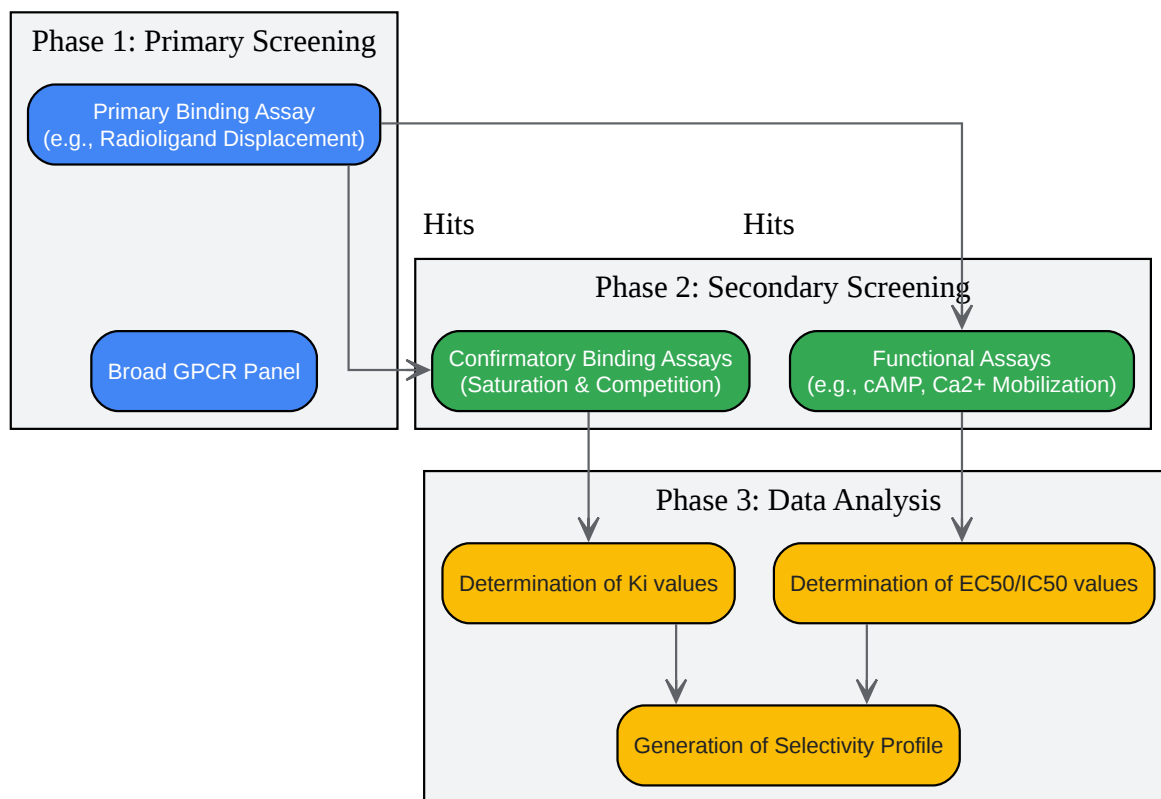 Phase 1: Primary Screening
Primary Binding Assay
(e.g., Radioligand Displacement)
Broad GPCR Panel
Hits
Hits
Phase 2: Secondary Screening
Confirmatory Binding Assays
(Saturation & Competition)
Functional Assays
(e.g., cAMP, Ca2+ Mobilization)
Phase 3: Data Analysis
Determination of Ki values
Determination of EC50/IC50 values
Generation of Selectivity Profile